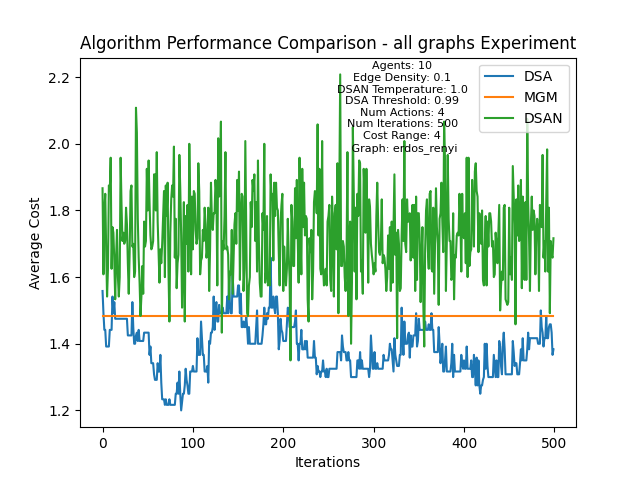 Algorithm Performance Comparison - all graphs Experiment
Agents: 10
Edge Density: 0.1
DSAN Temperature: 1.0
DSA Threshold: 0.99
Num Actions: 4
Num Iterations: 500
Cost Range: 4
Graph: erdos_renyi
DSA
MGM
DSAN
2.2
2.0
1.8
1.6
1.4
1.2
Average Cost
0
100
200
300
400
500
Iterations